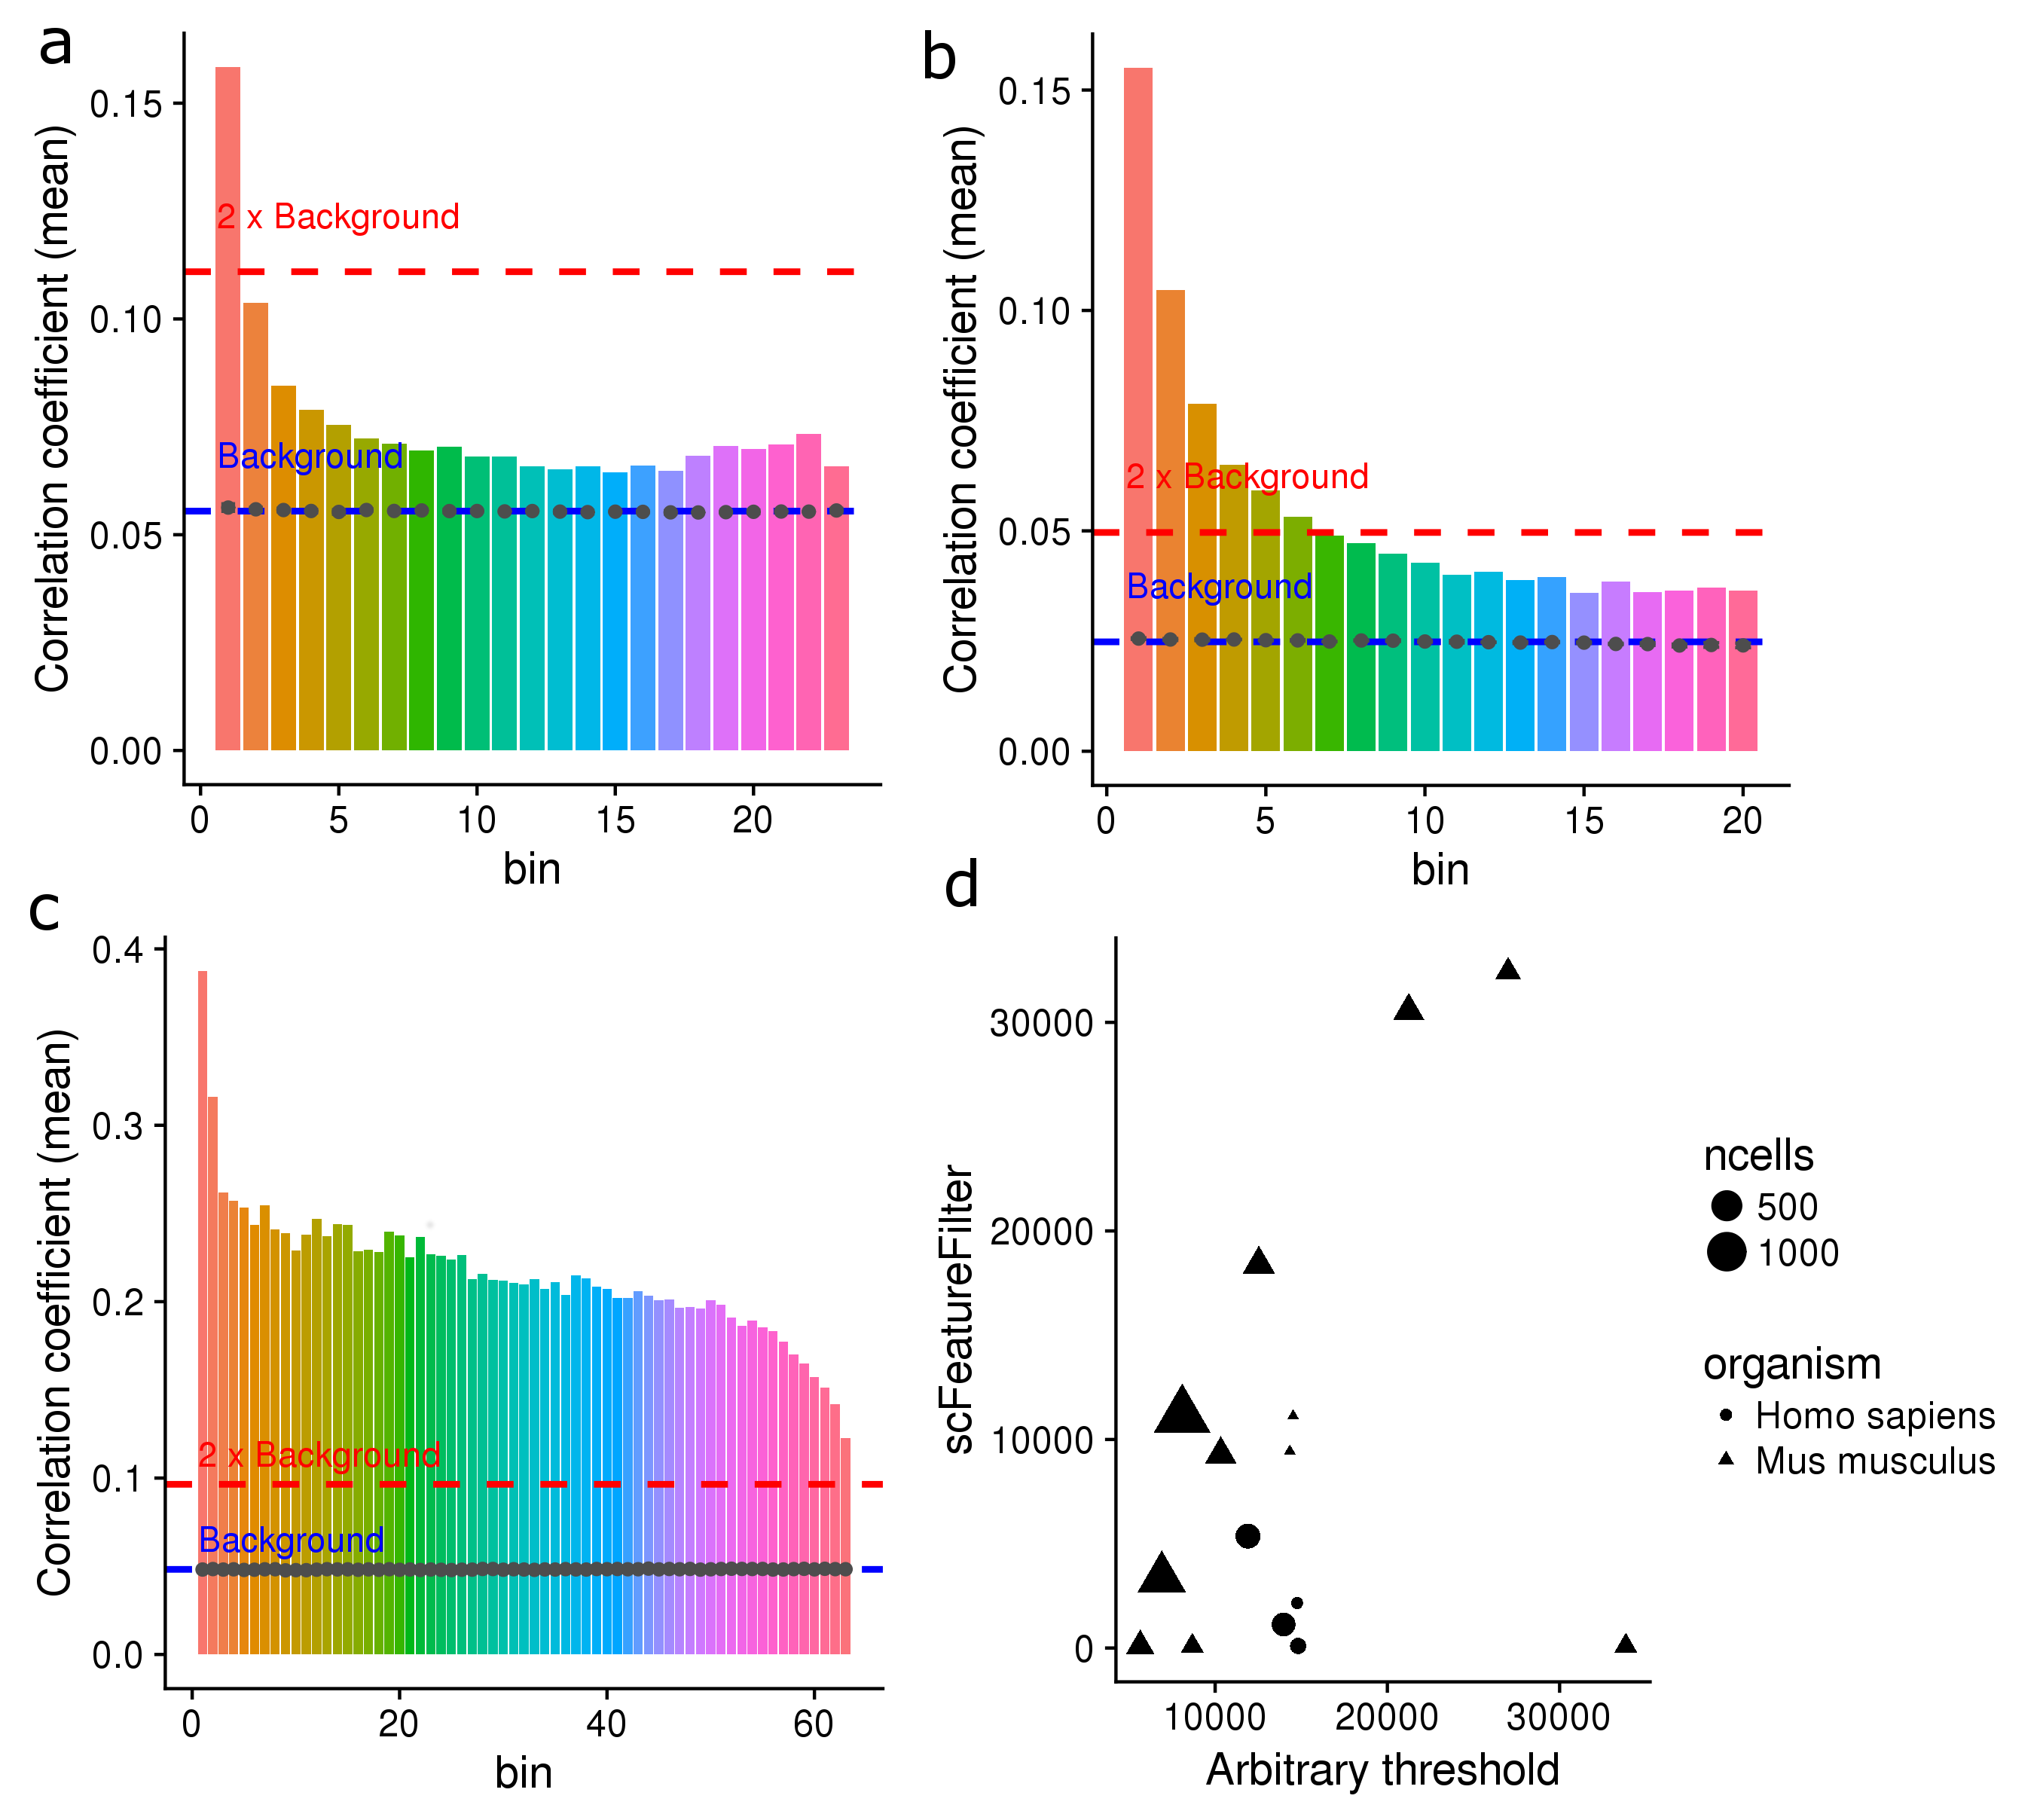 a
Correlation coefficient (mean)
0.15
0.10
0.05
0.00
2 x Background
Background
0
5
10
15
20
bin
b
Correlation coefficient (mean)
0.15
0.10
0.05
0.00
2 x Background
Background
0
5
10
15
20
bin
c
Correlation coefficient (mean)
0.4
0.3
0.2
0.1
0.0
2 x Background
Background
0
20
40
60
bin
d
scFeatureFilter
30000
20000
10000
0
10000
20000
30000
Arbitrary threshold
ncells
500
1000
organism
Homo sapiens
Mus musculus